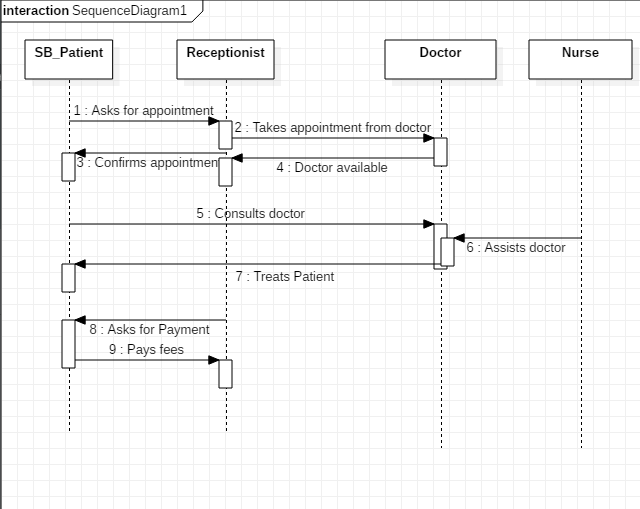 interaction SequenceDiagram1
SB_Patient
Receptionist
Doctor
Nurse
1 : Asks for appointment
2 : Takes appointment from doctor
3 : Confirms appointmen
4 : Doctor available
5 : Consults doctor
6 : Assists doctor
7 : Treats Patient
8 : Asks for Payment
9 : Pays fees